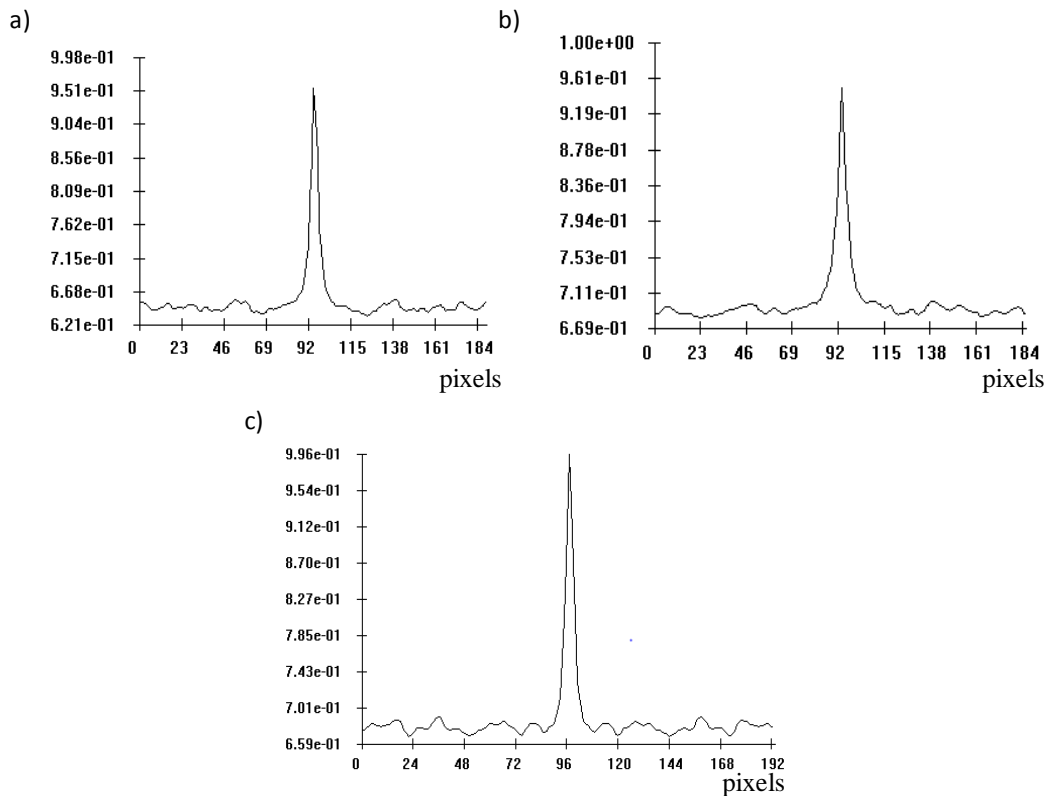 a)
9.98e-01
9.51e-01
9.04e-01
8.56e-01
8.09e-01
7.62e-01
7.15e-01
6.68e-01
6.21e-01
0 23 46 69 92 115 138 161 184
pixels
b)
1.00e+00
9.61e-01
9.19e-01
8.78e-01
8.36e-01
7.94e-01
7.53e-01
7.11e-01
6.69e-01
0 23 46 69 92 115 138 161 184
pixels
c)
9.96e-01
9.54e-01
9.12e-01
8.70e-01
8.27e-01
7.85e-01
7.43e-01
7.01e-01
6.59e-01
0 24 48 72 96 120 144 168 192
pixels